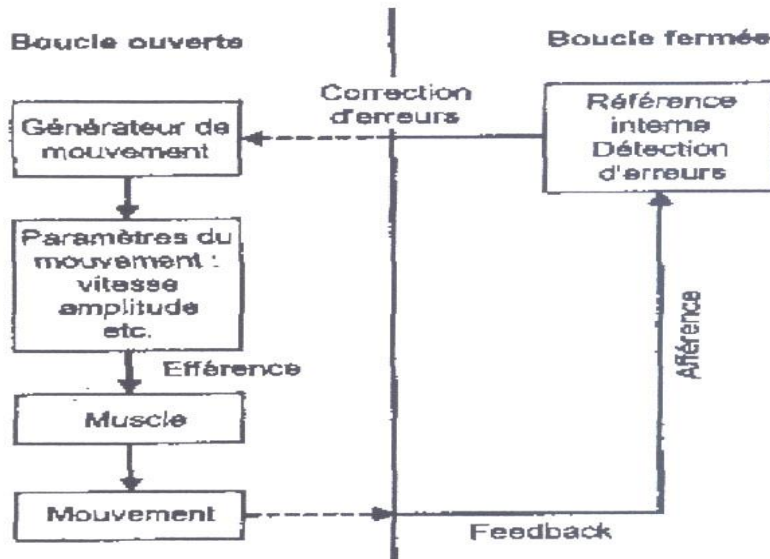 Boucle ouverte
Boucle fermée
Correction
d'erreurs
Générateur de
mouvement
Référence
interne
Détection
d'erreurs
Paramètres du
mouvement :
vitesse
amplitude
etc.
Efférence
Afférence
Muscle
Mouvement
Feedback